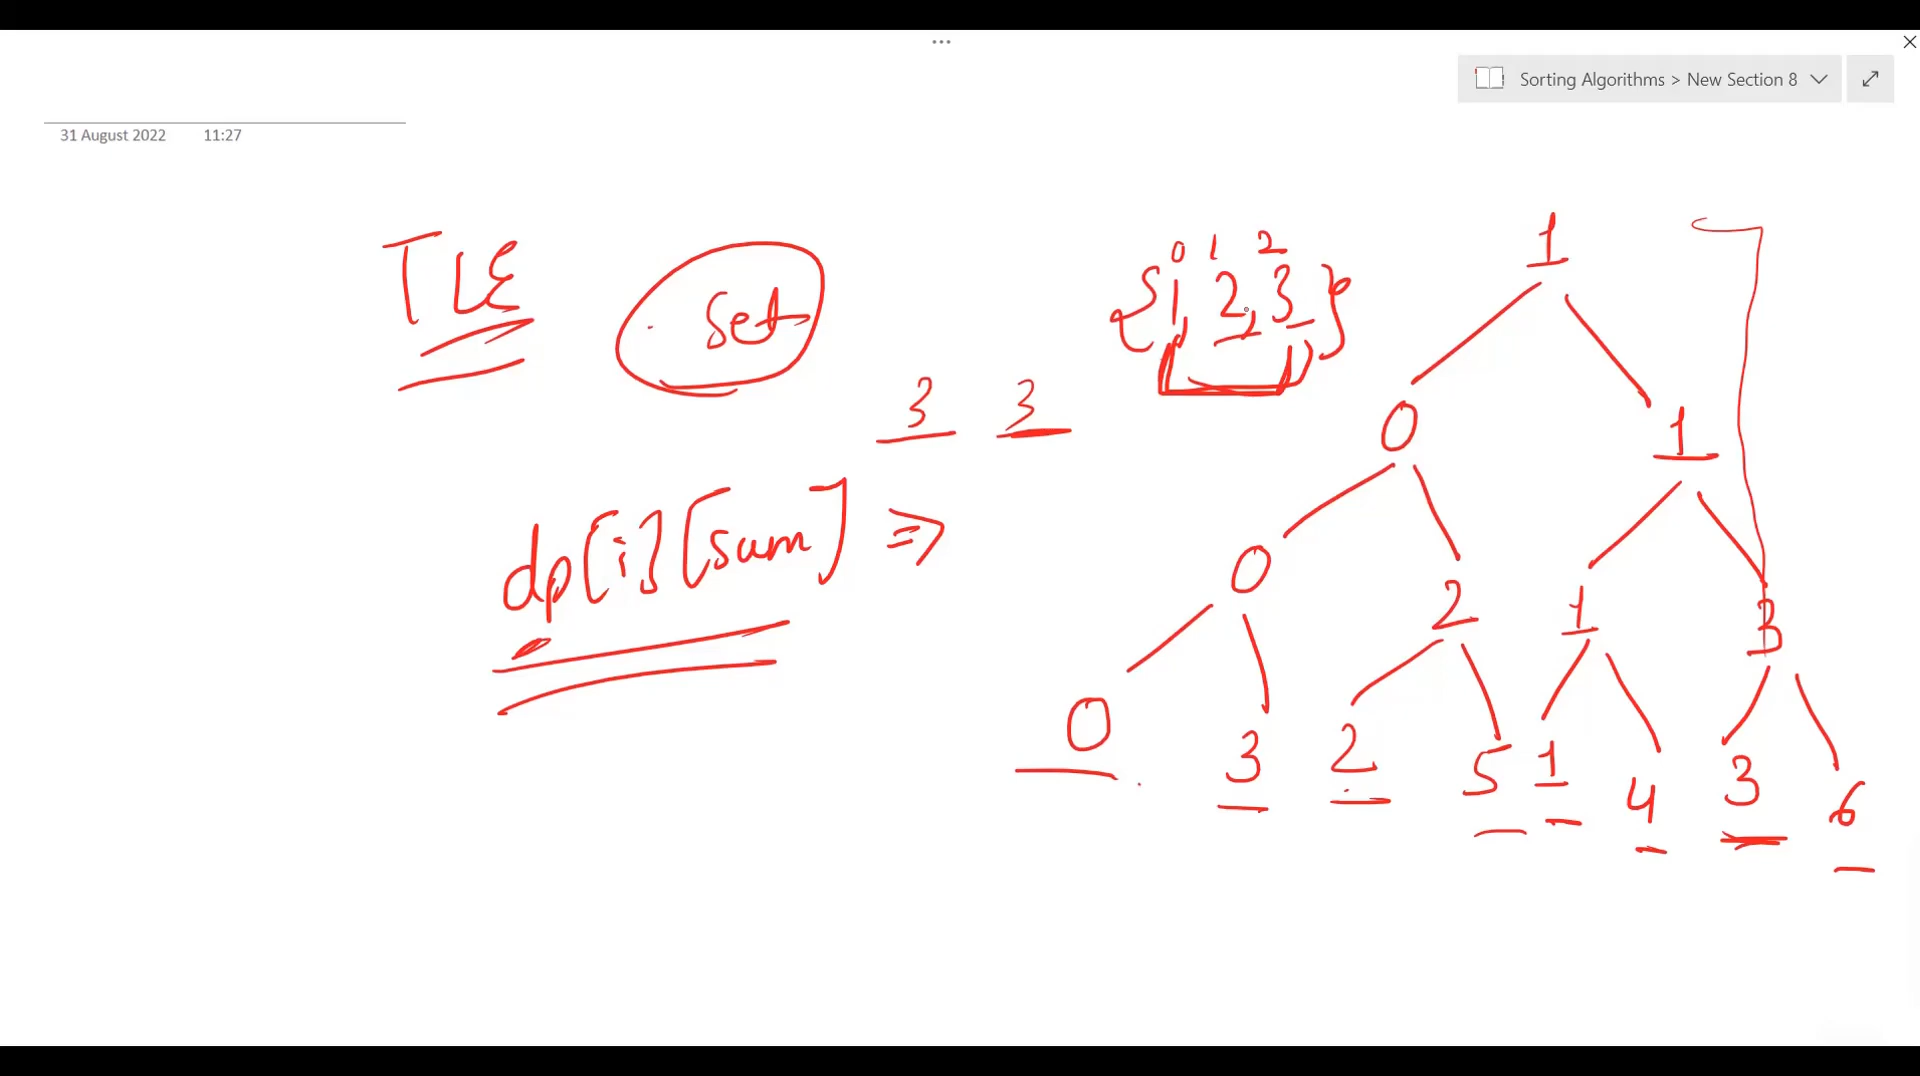 ...
Sorting Algorithms > New Section 8
31 August 2022 11:27
TLE
Set
0 1 2
{1, 2, 3}
3 3
dp[i][sum] ⇒
1
0 1
0 2 1 3
0 3 2 5 1 4 3 6